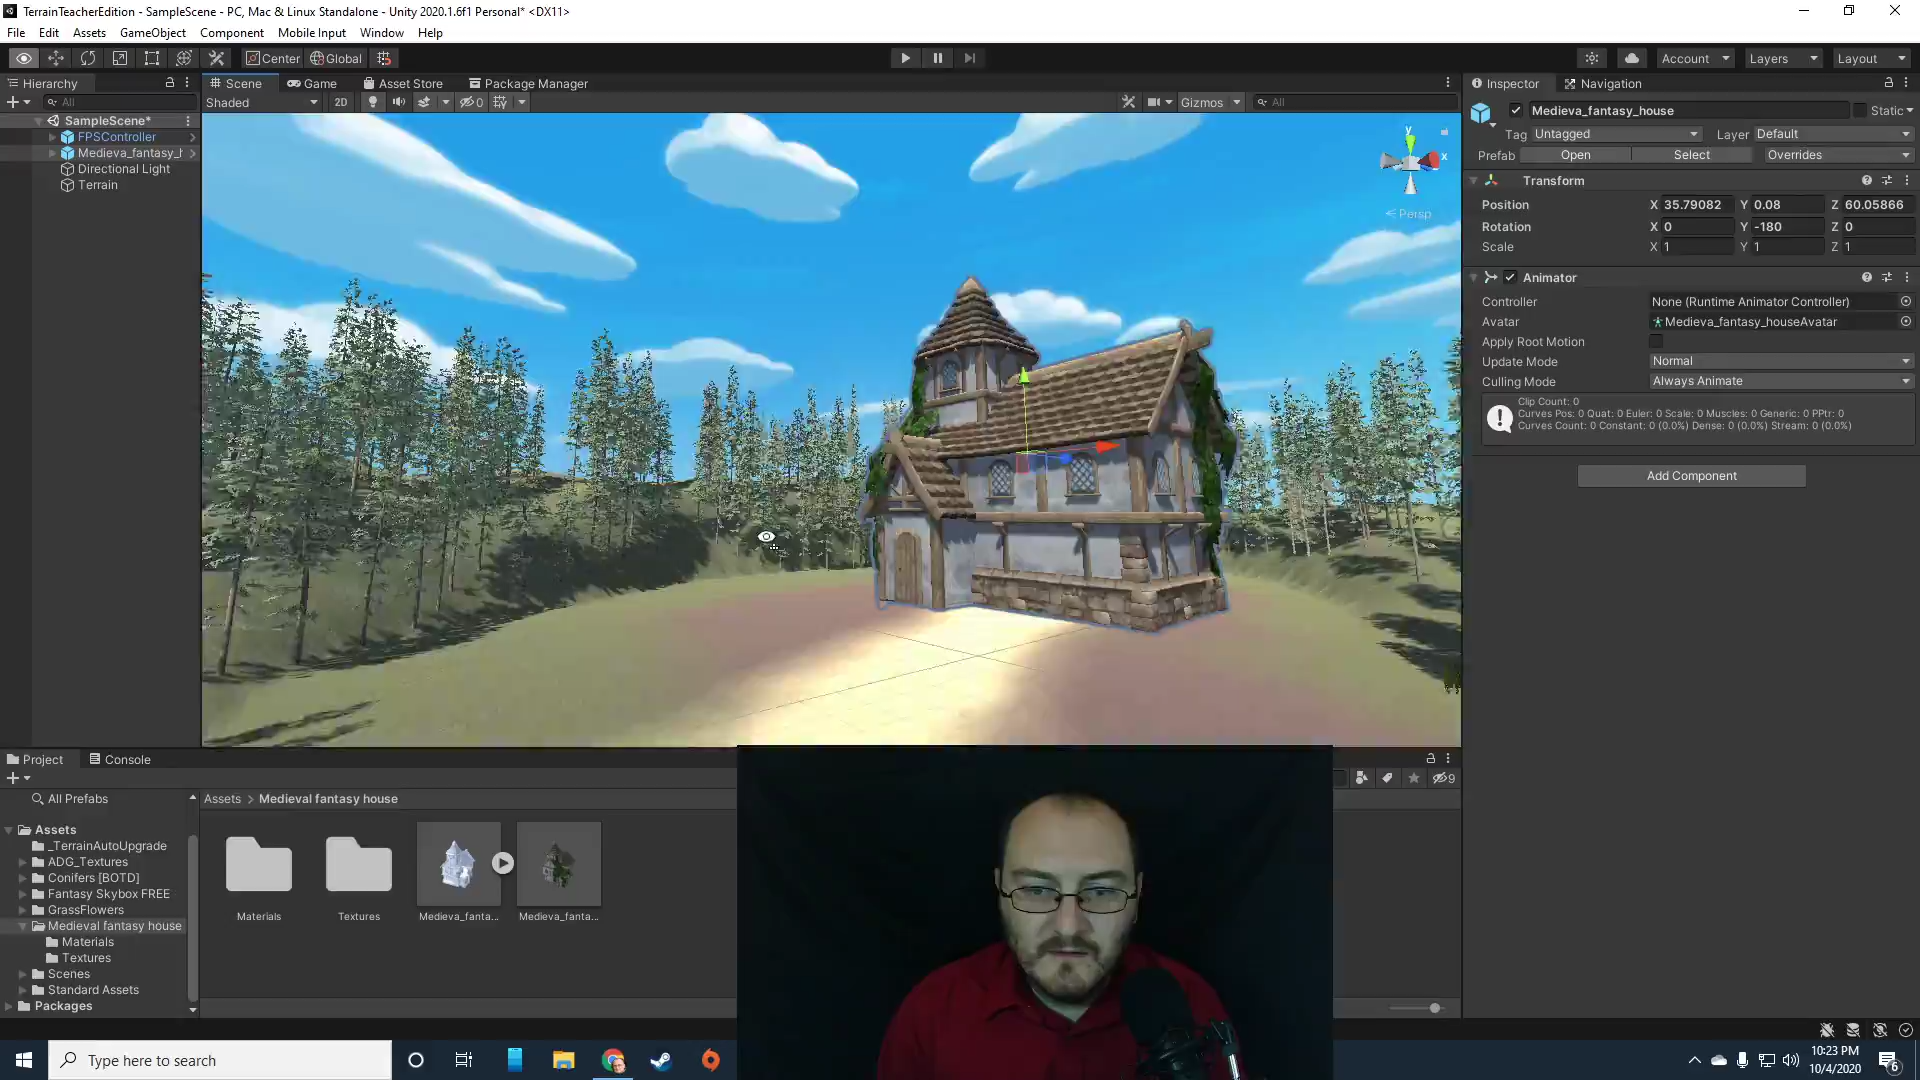 TerrainTeacherEdition - SampleScene - PC, Mac & Linux Standalone - Unity 2020.1.6f1 Personal* <DX11>
File Edit Assets GameObject Component Mobile Input Window Help
Center Global Account Layers Layout
Hierarchy
All
SampleScene*
FPSController
Medieva_fantasy_h
Directional Light
Terrain
Scene Game Asset Store Package Manager
Shaded 2D 0 Gizmos All
y
x
Persp
Inspector Navigation
Medieva_fantasy_house Static
Tag Untagged Layer Default
Prefab Open Select Overrides
Transform
Position X 35.79082 Y 0.08 Z 60.05866
Rotation X 0 Y -180 Z 0
Scale X 1 Y 1 Z 1
Animator
Controller None (Runtime Animator Controller)
Avatar Medieva_fantasy_houseAvatar
Apply Root Motion
Update Mode Normal
Culling Mode Always Animate
Clip Count: 0
Curves Pos: 0 Quat: 0 Euler: 0 Scale: 0 Muscles: 0 Generic: 0 PPtr: 0
Curves Count: 0 Constant: 0 (0.0%) Dense: 0 (0.0%) Stream: 0 (0.0%)
Add Component
Project Console
9
All Prefabs
Assets
_TerrainAutoUpgrade
ADG_Textures
Conifers [BOTD]
Fantasy Skybox FREE
GrassFlowers
Medieval fantasy house
Materials
Textures
Scenes
Standard Assets
Packages
Assets > Medieval fantasy house
Materials Textures Medieva_fanta... Medieva_fanta...
Type here to search
10:23 PM
10/4/2020
6